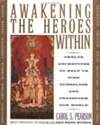 AWAKENING
THE HEROES
WITHIN
TWELVE
ARCHETYPES
TO HELP US
FIND
OURSELVES
AND
TRANSFORM
OUR WORLD
CAROL S. PEARSON